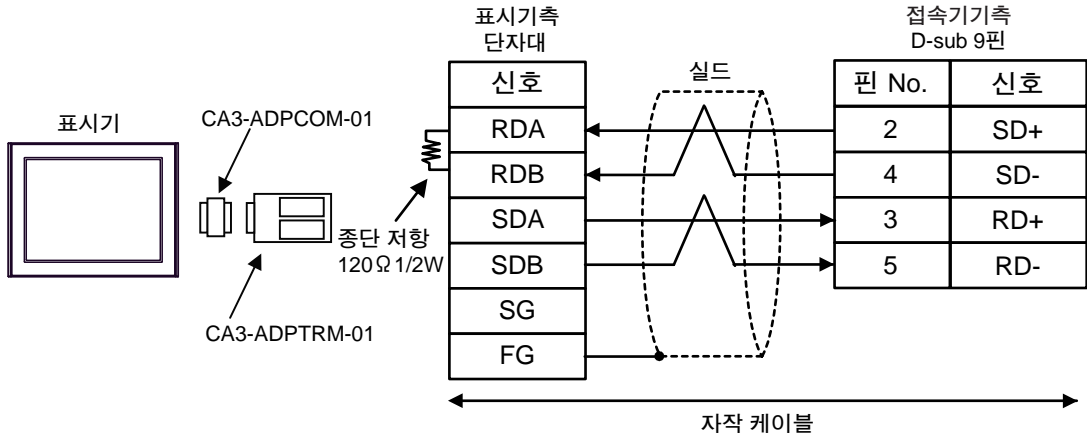 표시기
CA3-ADPCOM-01
CA3-ADPTRM-01
종단 저항
120Ω 1/2W
표시기측
단자대
신호
RDA
RDB
SDA
SDB
SG
FG
실드
접속기기측
D-sub 9핀
핀 No. 신호
2 SD+
4 SD-
3 RD+
5 RD-
자작 케이블